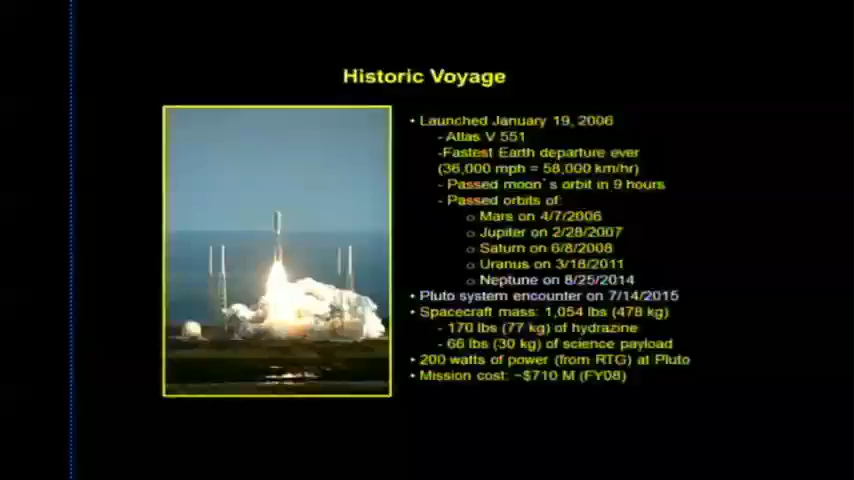 Historic Voyage
• Launched January 19, 2006
- Atlas V 551
-Fastest Earth departure ever
(36,000 mph = 58,000 km/hr)
- Passed moon's orbit in 9 hours
- Passed orbits of:
o Mars on 4/7/2006
o Jupiter on 2/28/2007
o Saturn on 6/8/2008
o Uranus on 3/18/2011
o Neptune on 8/25/2014
• Pluto system encounter on 7/14/2015
• Spacecraft mass: 1,054 lbs (478 kg)
- 170 lbs (77 kg) of hydrazine
- 66 lbs (30 kg) of science payload
• 200 watts of power (from RTG) at Pluto
• Mission cost: ~$710 M (FY08)